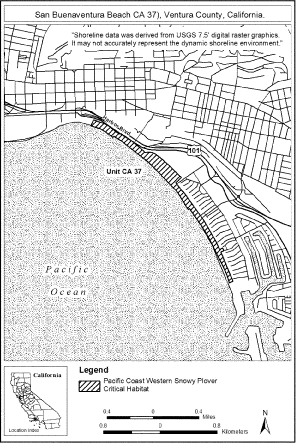 San Buenaventura Beach CA 37), Ventura County, California.
"Shoreline data was derived from USGS 7.5' digital raster graphics.
It may not accurately represent the dynamic shoreline environment."
101
Unit CA 37
Pacific
Ocean
California
Location Index
Legend
Pacific Coast Western Snowy Plover
Critical Habitat
0.4 0 0.4
Miles
0.8 0 0.8
Kilometers
N